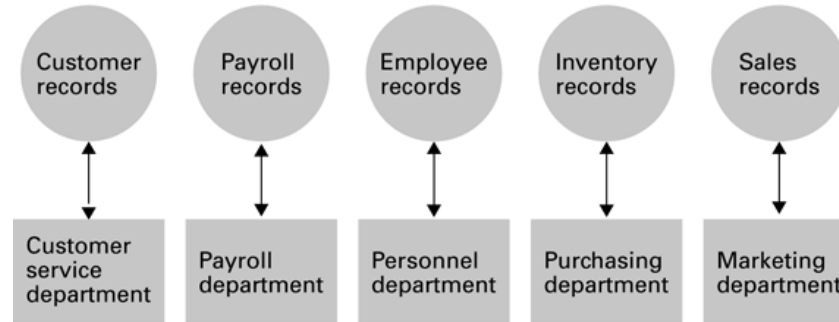 Customer
records
Payroll
records
Employee
records
Inventory
records
Sales
records
Customer
service
department
Payroll
department
Personnel
department
Purchasing
department
Marketing
department